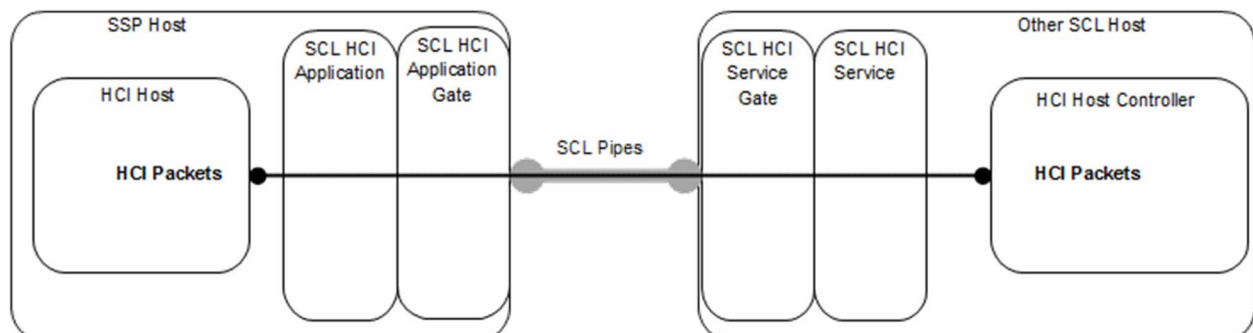 SSP Host
SCL HCI
Application
SCL HCI
Application
Gate
HCI Host
HCI Packets
SCL Pipes
Other SCL Host
SCL HCI
Service
Gate
SCL HCI
Service
HCI Host Controller
HCI Packets